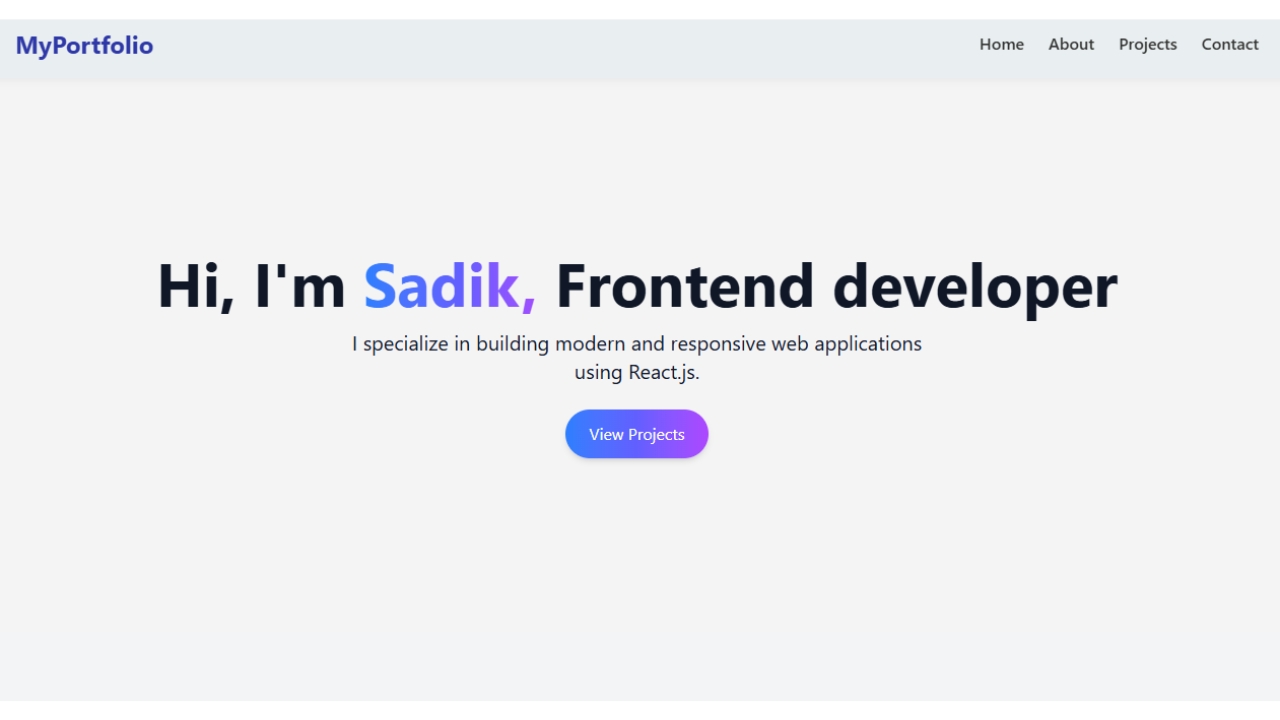 MyPortfolio
Home About Projects Contact
Hi, I'm Sadik, Frontend developer
I specialize in building modern and responsive web applications
using React.js.
View Projects